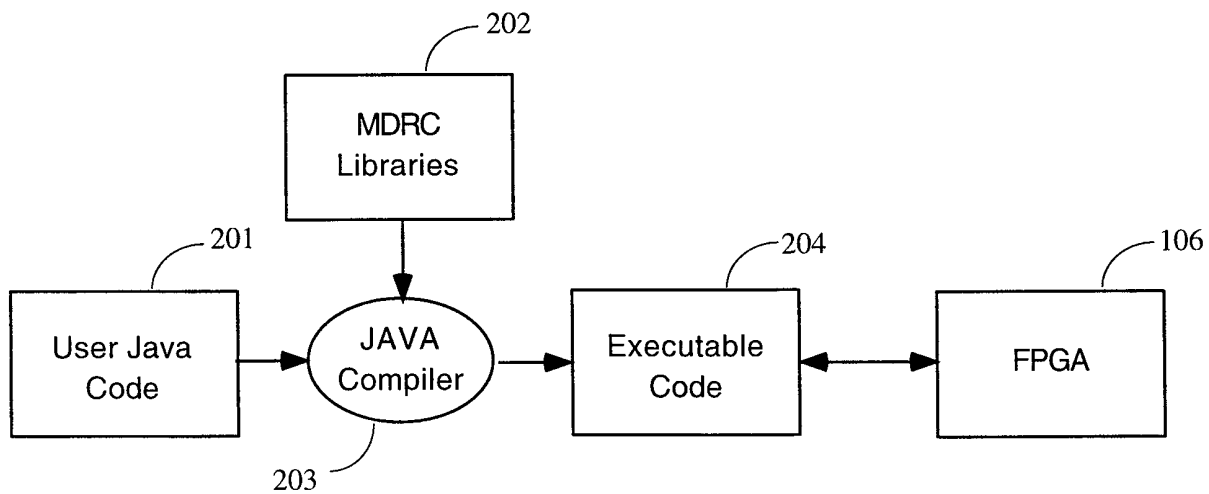 202
MDRC
Libraries
201
204
106
User Java
Code
JAVA
Compiler
Executable
Code
FPGA
203